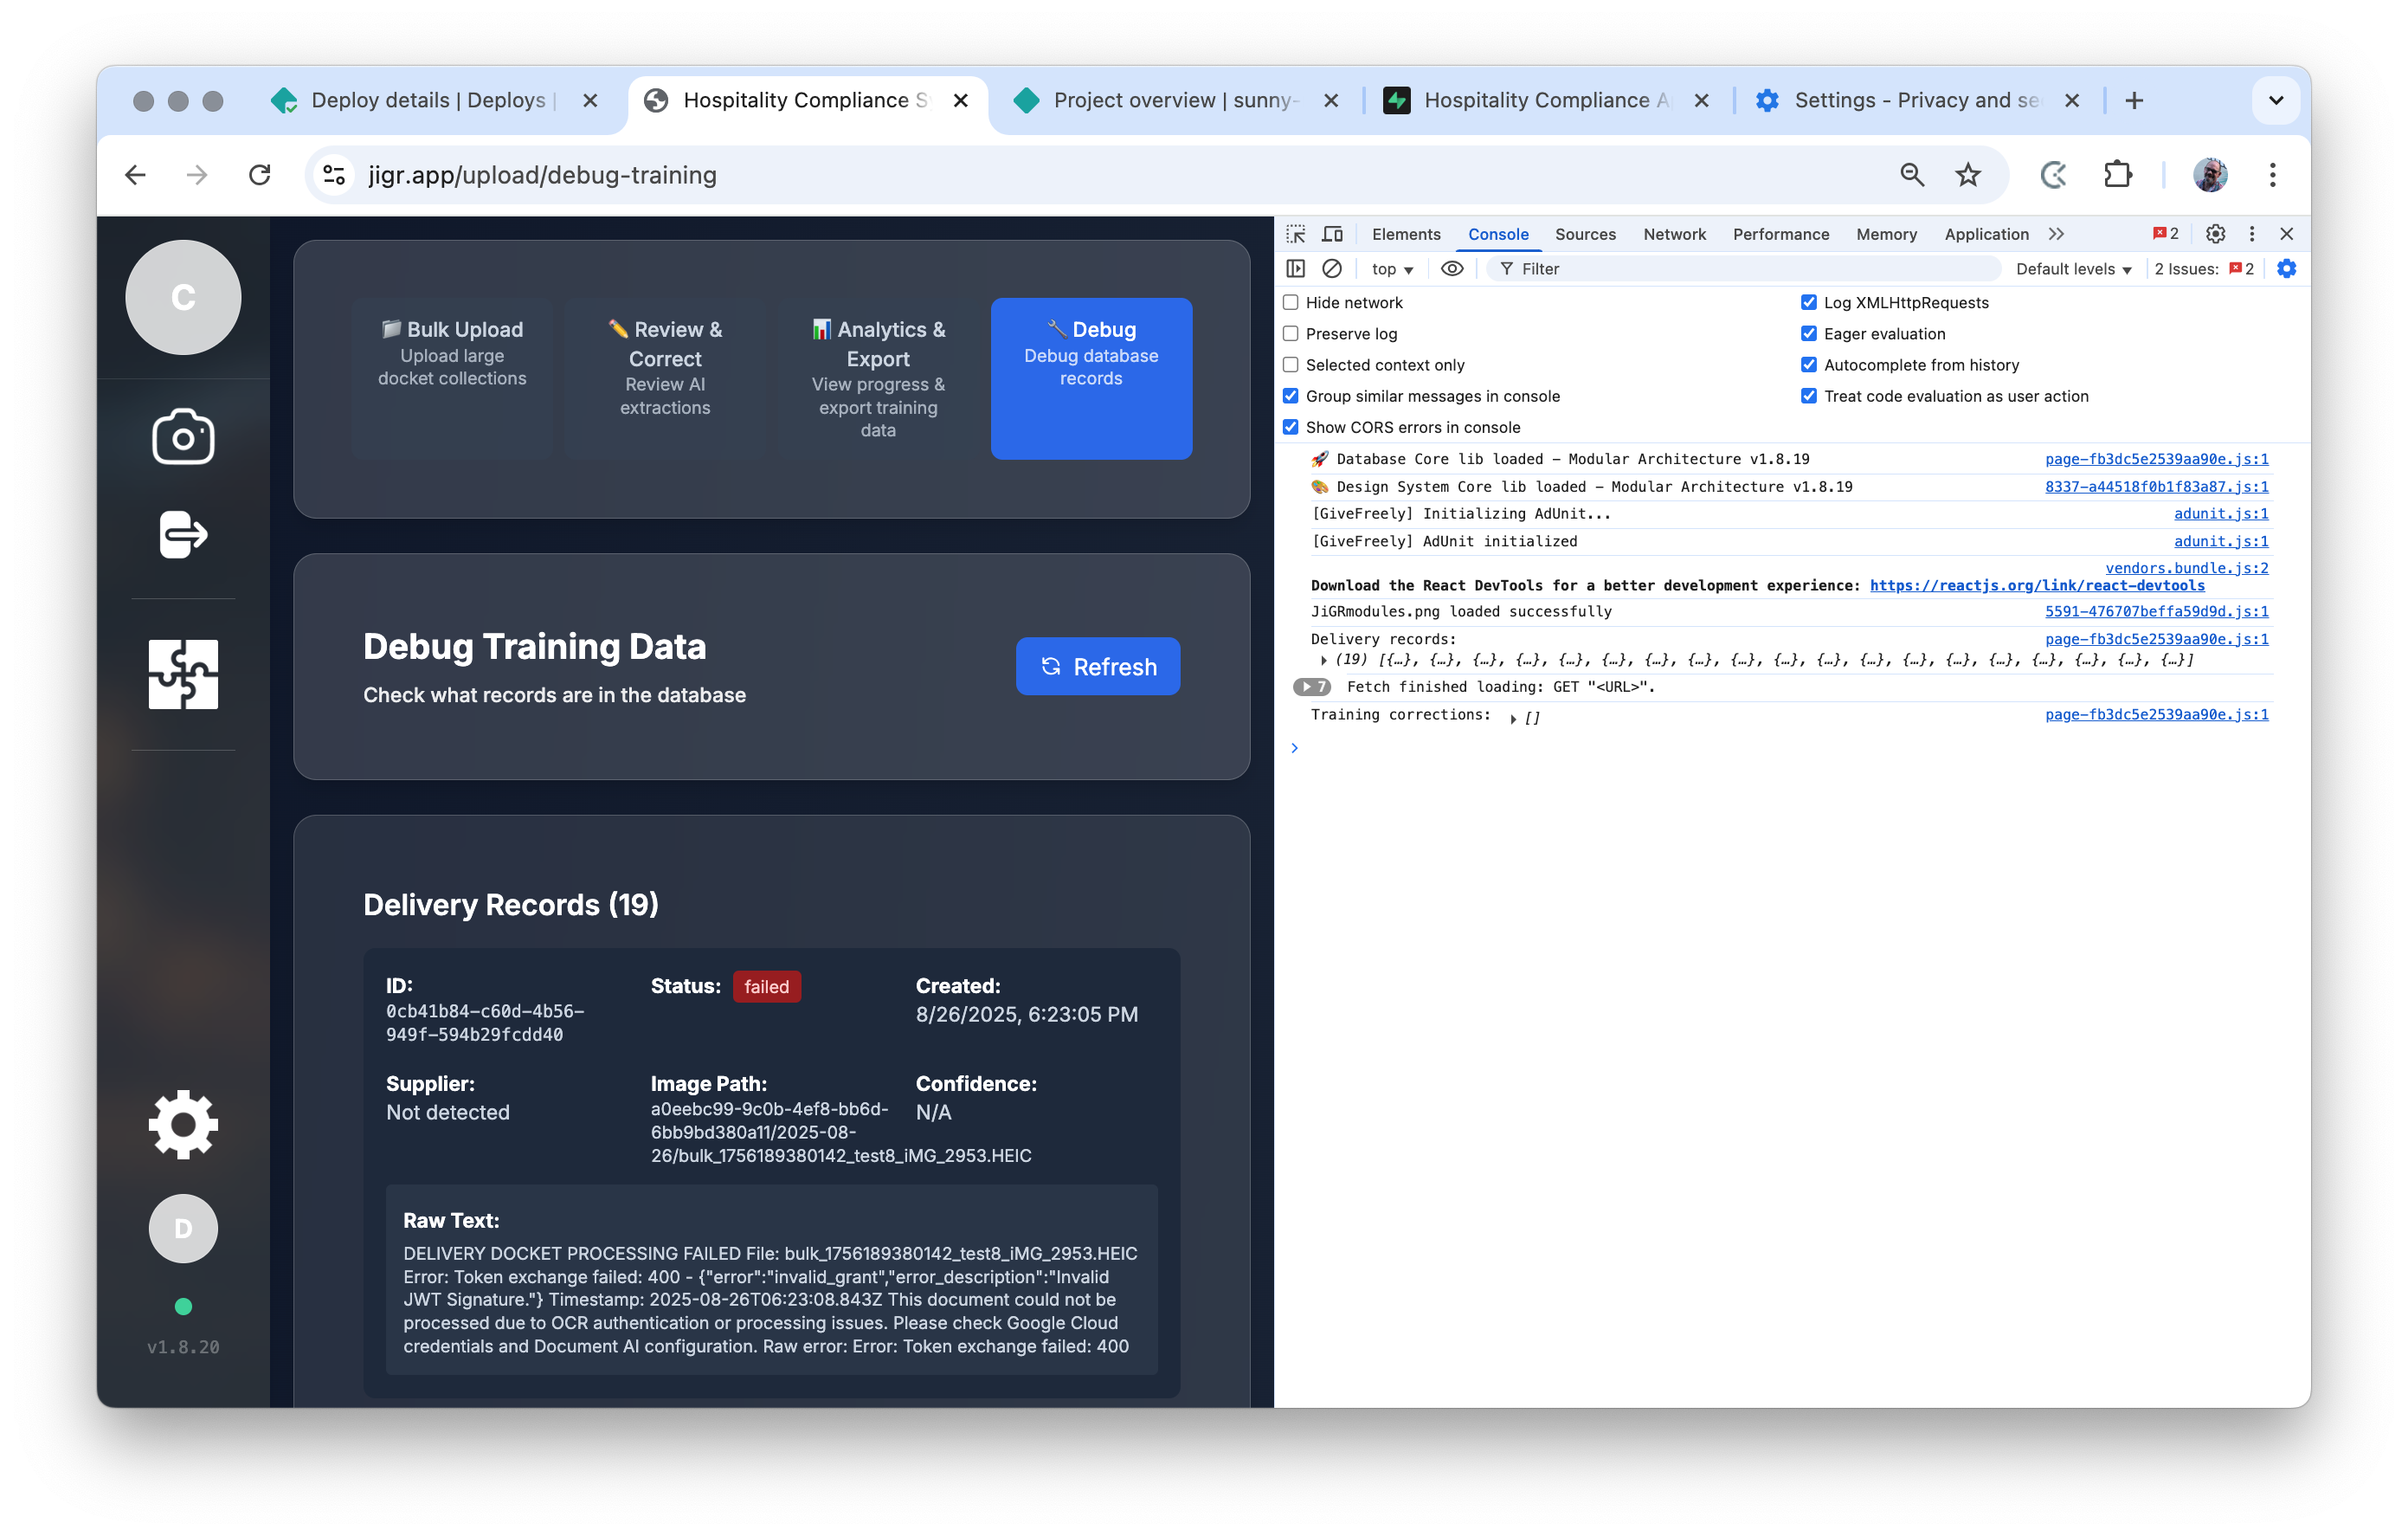 Deploy details | Deploys |
Hospitality Compliance Sy
Project overview | sunny-
Hospitality Compliance A
Settings - Privacy and se
jigr.app/upload/debug-training
C
D
v1.8.20
📁 Bulk Upload
Upload large
docket collections
✏️ Review &
Correct
Review AI
extractions
📊 Analytics &
Export
View progress &
export training
data
🔧 Debug
Debug database
records
Debug Training Data
Check what records are in the database
Refresh
Delivery Records (19)
ID:
0cb41b84-c60d-4b56-
949f-594b29fcdd40
Status: failed
Created:
8/26/2025, 6:23:05 PM
Supplier:
Not detected
Image Path:
a0eebc99-9c0b-4ef8-bb6d-
6bb9bd380a11/2025-08-
26/bulk_1756189380142_test8_iMG_2953.HEIC
Confidence:
N/A
Raw Text:
DELIVERY DOCKET PROCESSING FAILED File: bulk_1756189380142_test8_iMG_2953.HEIC
Error: Token exchange failed: 400 - {"error":"invalid_grant","error_description":"Invalid
JWT Signature."} Timestamp: 2025-08-26T06:23:08.843Z This document could not be
processed due to OCR authentication or processing issues. Please check Google Cloud
credentials and Document AI configuration. Raw error: Error: Token exchange failed: 400
Elements Console Sources Network Performance Memory Application 2
top Filter Default levels 2 Issues: 2
Hide network
Log XMLHttpRequests
Preserve log
Eager evaluation
Selected context only
Autocomplete from history
Group similar messages in console
Treat code evaluation as user action
Show CORS errors in console
🚀 Database Core lib loaded - Modular Architecture v1.8.19 page-fb3dc5e2539aa90e.js:1
🎨 Design System Core lib loaded - Modular Architecture v1.8.19 8337-a44518f0b1f83a87.js:1
[GiveFreely] Initializing AdUnit... adunit.js:1
[GiveFreely] AdUnit initialized adunit.js:1
vendors.bundle.js:2
Download the React DevTools for a better development experience: https://reactjs.org/link/react-devtools
JiGRmodules.png loaded successfully 5591-476707beffa59d9d.js:1
Delivery records: page-fb3dc5e2539aa90e.js:1
(19) [{…}, {…}, {…}, {…}, {…}, {…}, {…}, {…}, {…}, {…}, {…}, {…}, {…}, {…}, {…}, {…}, {…}, {…}, {…}]
7 Fetch finished loading: GET "<URL>".
Training corrections: [] page-fb3dc5e2539aa90e.js:1